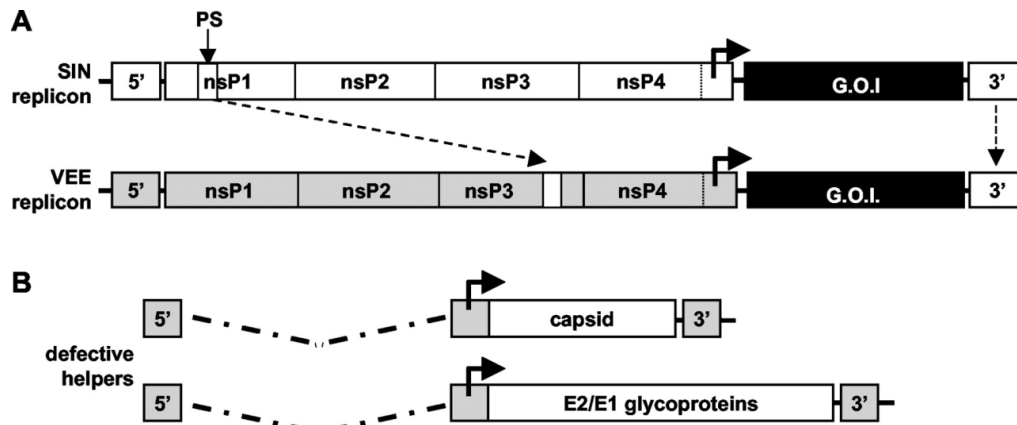 A
PS
SIN
replicon
5' nsP1 nsP2 nsP3 nsP4 G.O.I 3'
VEE
replicon
5' nsP1 nsP2 nsP3 nsP4 G.O.I. 3'
B
5' capsid 3'
defective
helpers
5' E2/E1 glycoproteins 3'